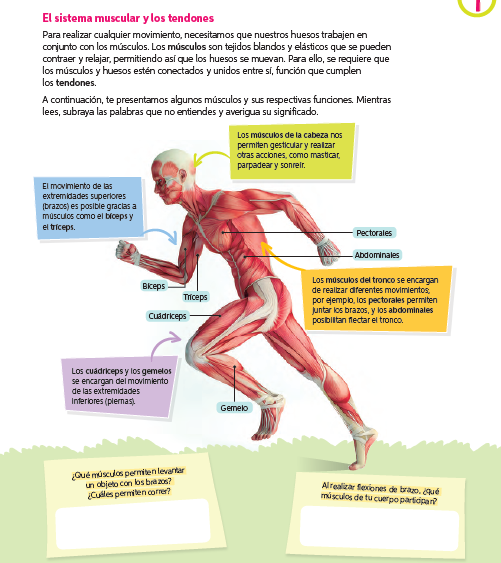 El sistema muscular y los tendones
Para realizar cualquier movimiento, necesitamos que nuestros huesos trabajen en
conjunto con los músculos. Los músculos son tejidos blandos y elásticos que se pueden
contraer y relajar, permitiendo así que los huesos se muevan. Para ello, se requiere que
los músculos y huesos estén conectados y unidos entre sí, función que cumplen
los tendones.
A continuación, te presentamos algunos músculos y sus respectivas funciones. Mientras
lees, subraya las palabras que no entiendes y averigua su significado.
Los músculos de la cabeza nos
permiten gesticular y realizar
otras acciones, como masticar,
parpadear y sonreír.
El movimiento de las
extremidades superiores
(brazos) es posible gracias a
músculos como el bíceps y
el tríceps.
Pectorales
Abdominales
Los músculos del tronco se encargan
de realizar diferentes movimientos;
por ejemplo, los pectorales permiten
juntar los brazos, y los abdominales
posibilitan flectar el tronco.
Bíceps
Tríceps
Cuádriceps
Los cuádriceps y los gemelos
se encargan del movimiento
de las extremidades
inferiores (piernas).
Gemelo
¿Qué músculos permiten levantar
un objeto con los brazos?
¿Cuáles permiten correr?
Al realizar flexiones de brazo, ¿qué
músculos de tu cuerpo participan?